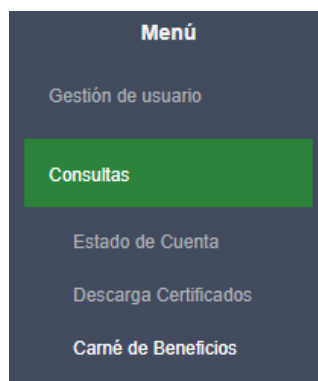 Menú
Gestión de usuario
Consultas
Estado de Cuenta
Descarga Certificados
Carné de Beneficios